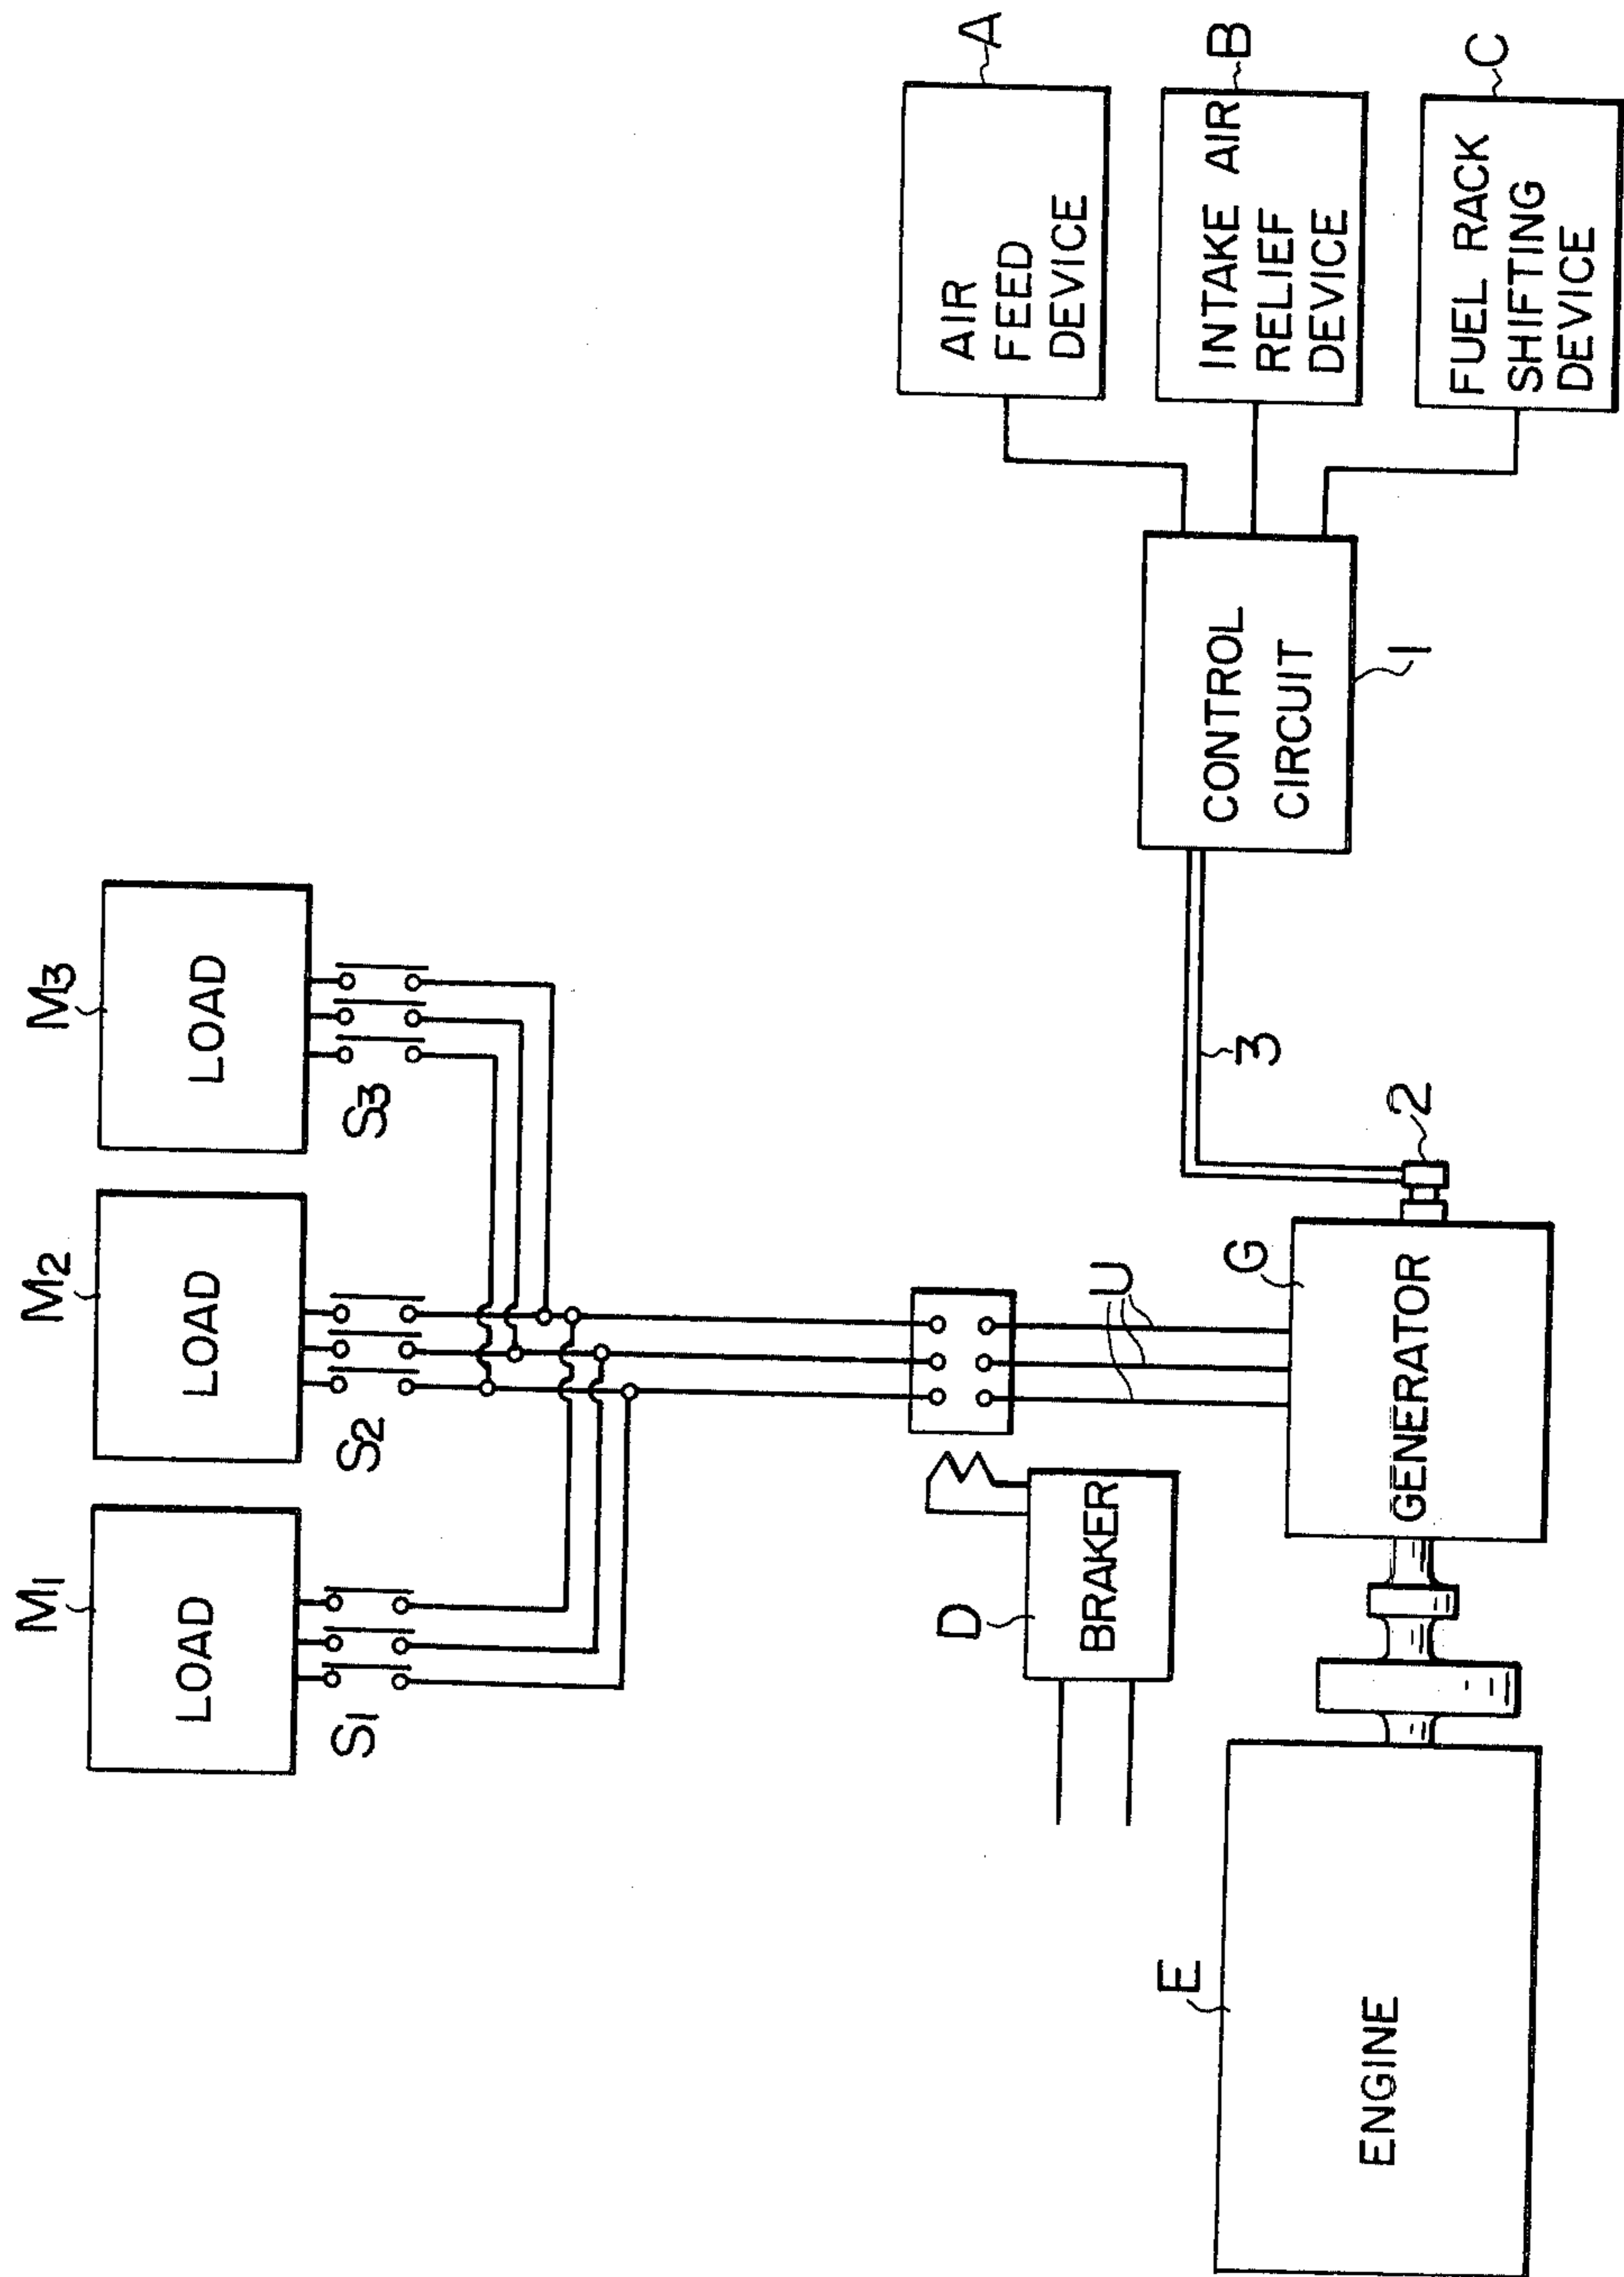 M1
LOAD
S1
M2
LOAD
S2
M3
LOAD
S3
D
BRAKER
U
E
ENGINE
G
GENERATOR
2
3
CONTROL
CIRCUIT
1
A
AIR
FEED
DEVICE
B
INTAKE AIR
RELIEF
DEVICE
C
FUEL RACK
SHIFTING
DEVICE